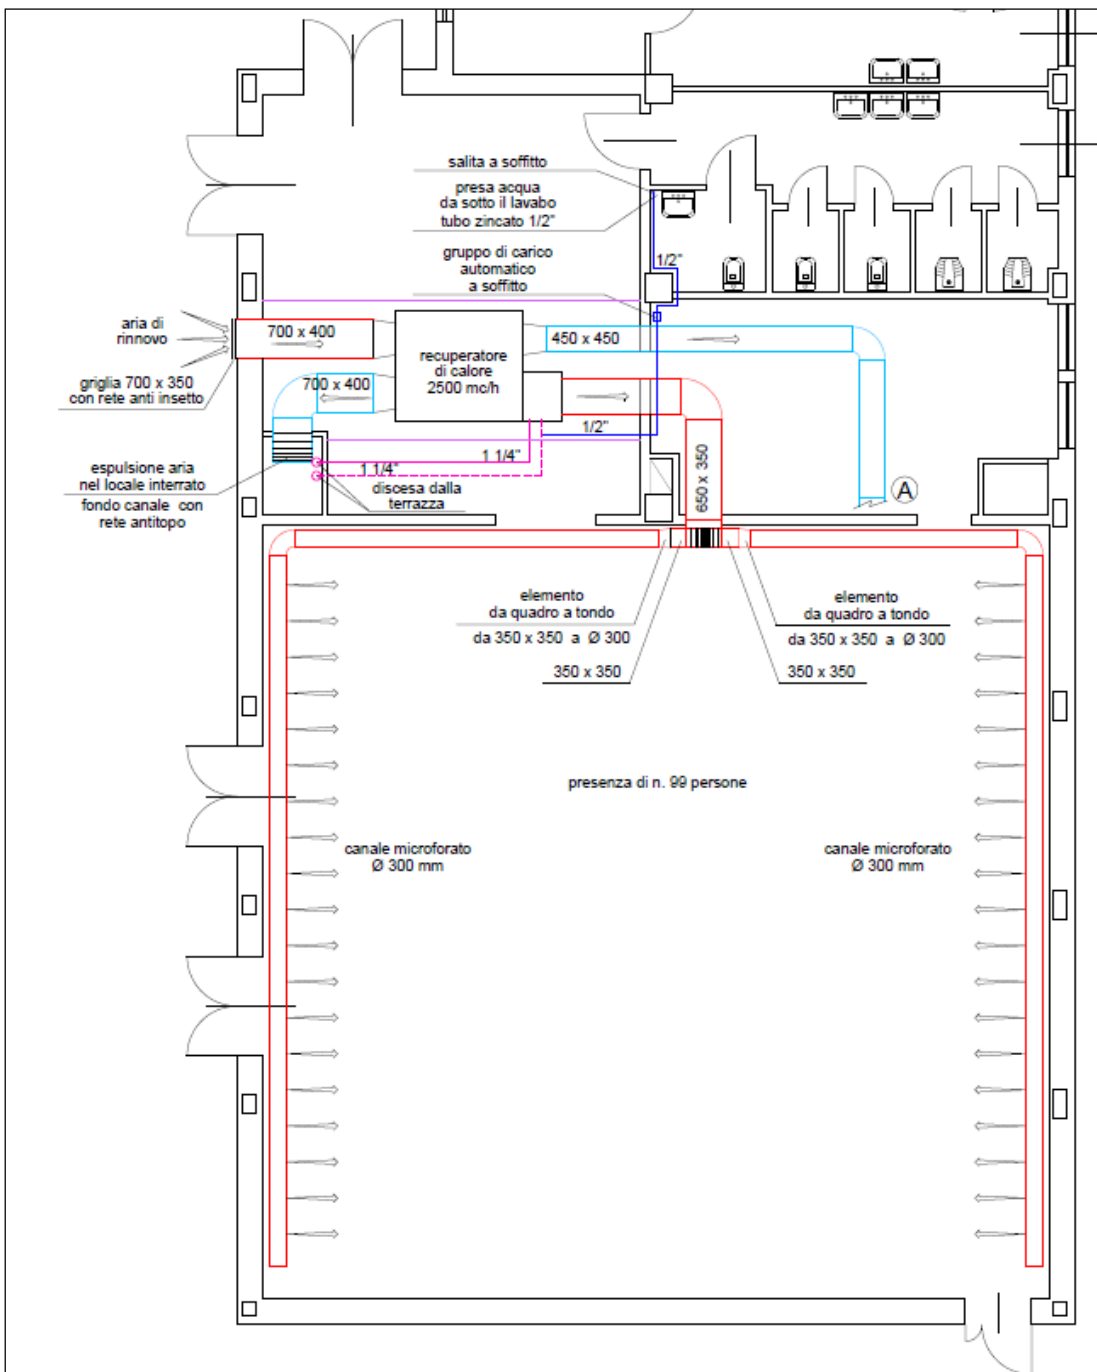 salita a soffitto
presa acqua
da sotto il lavabo
tubo zincato 1/2"
gruppo di carico
automatico
a soffitto
1/2"
aria di
rinnovo
700 x 400
450 x 450
recuperatore
di calore
2500 mc/h
griglia 700 x 350
con rete anti insetto
700 x 400
1/2"
1 1/4"
1 1/4"
espulsione aria
nel locale interrato
fondo canale con
rete antitopo
discesa dalla
terrazza
650 x 350
A
elemento
da quadro a tondo
da 350 x 350 a Ø 300
350 x 350
elemento
da quadro a tondo
da 350 x 350 a Ø 300
350 x 350
presenza di n. 99 persone
canale microforato
Ø 300 mm
canale microforato
Ø 300 mm